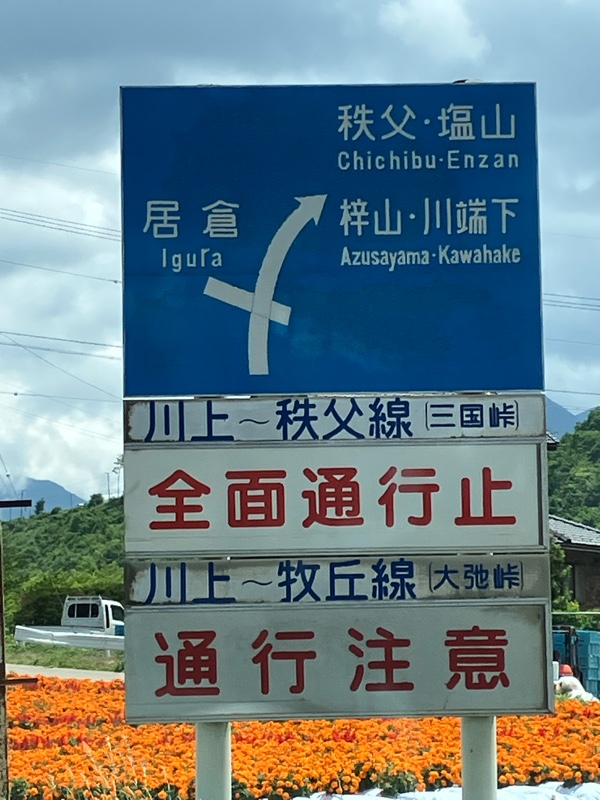 秩父・塩山
Chichibu・Enzan
居倉
Igura
梓山・川端下
Azusayama・Kawahake
川上～秩父線(三国峠)
全面通行止
川上～牧丘線(大弛峠)
通行注意